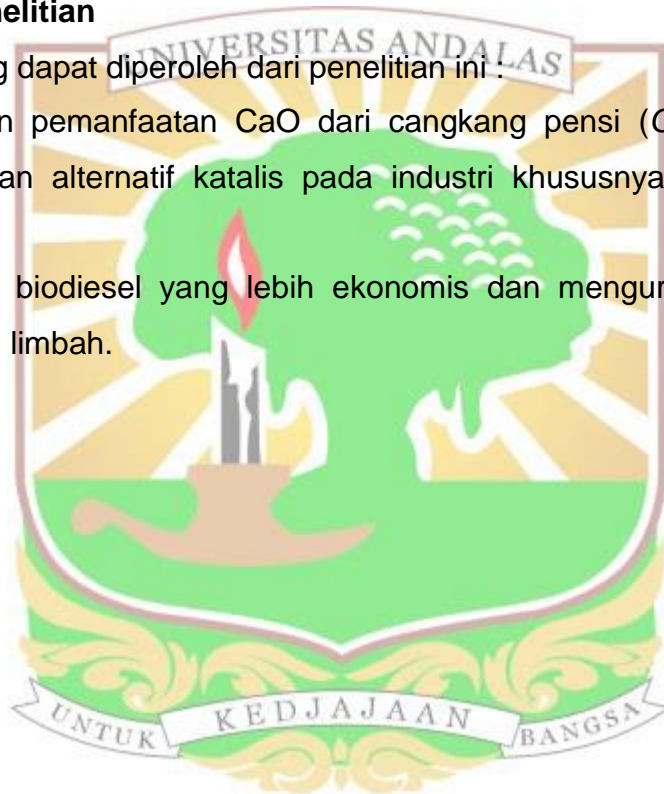 nelitian
UNIVERSITAS ANDALAS
g dapat diperoleh dari penelitian ini :
n pemanfaatan CaO dari cangkang pensi (C
an alternatif katalis pada industri khususnya
biodiesel yang lebih ekonomis dan mengur
limbah.
UNTUK KEDJAJAAN BANGSA